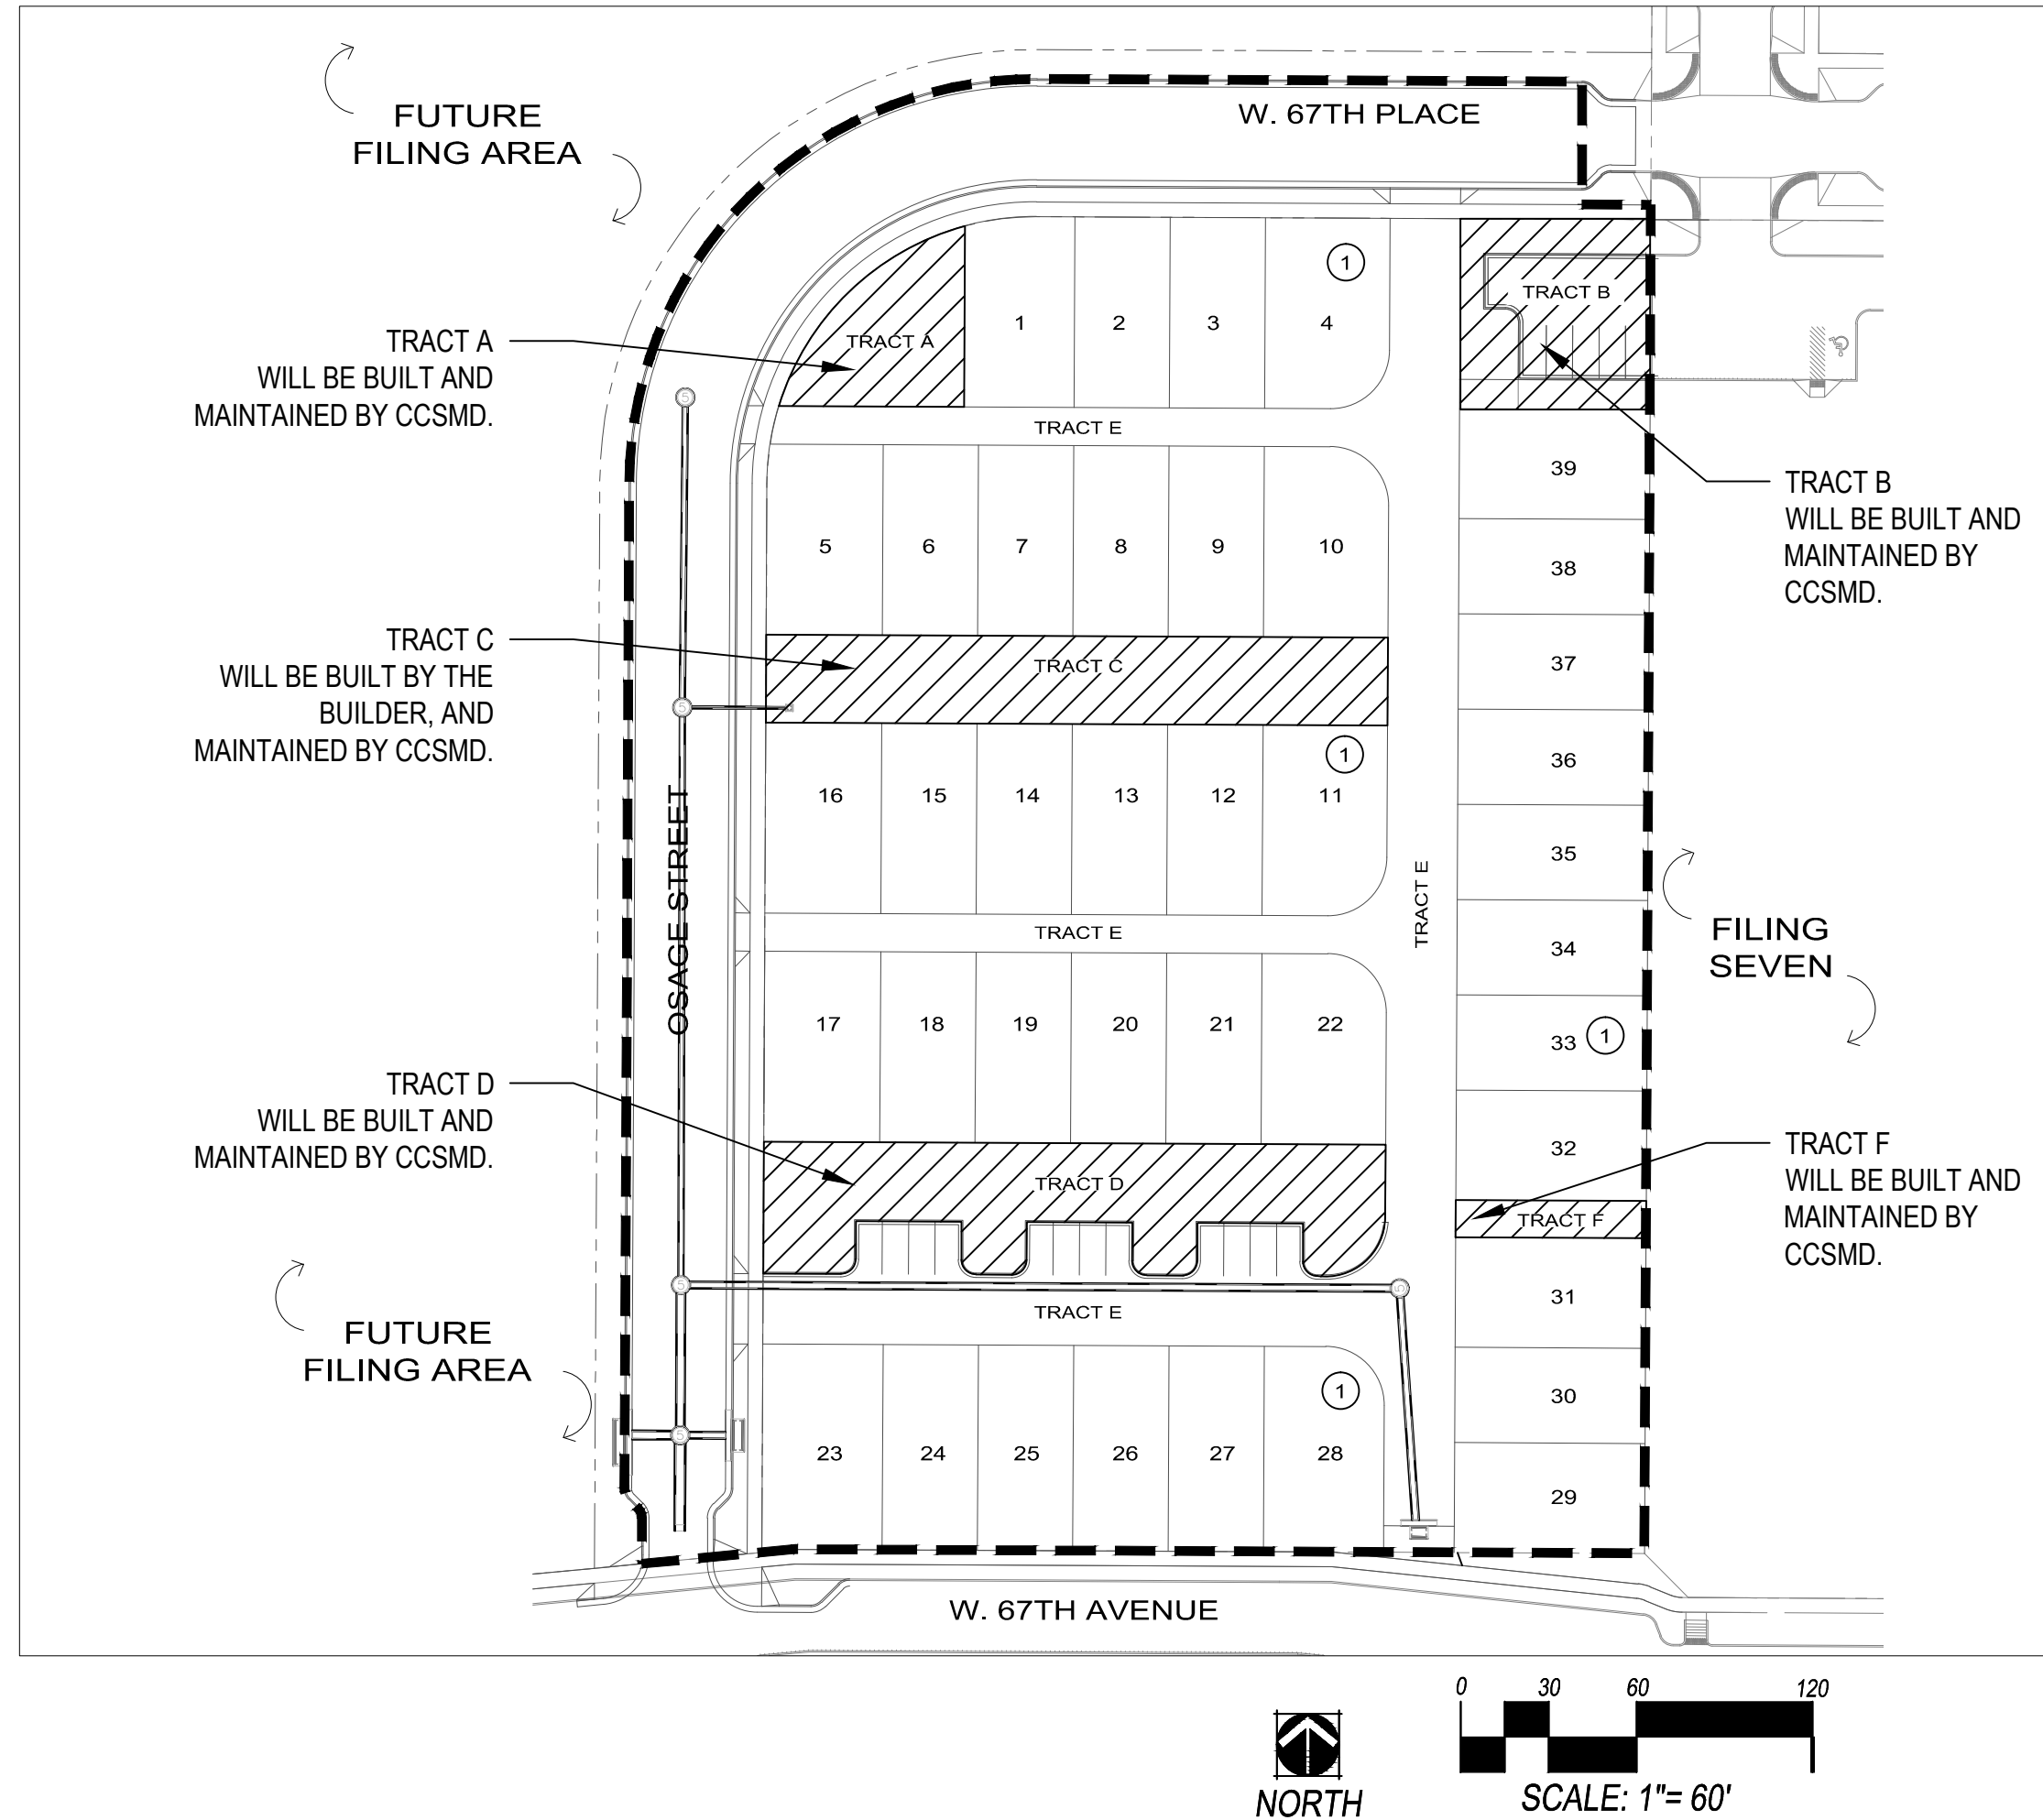 FUTURE
FILING AREA
W. 67TH PLACE
1
TRACT B
1
2
3
4
TRACT A
TRACT A
WILL BE BUILT AND
MAINTAINED BY CCSMD.
TRACT E
39
TRACT B
WILL BE BUILT AND
MAINTAINED BY
CCSMD.
5
6
7
8
9
10
38
TRACT C
WILL BE BUILT BY THE
BUILDER, AND
MAINTAINED BY CCSMD.
TRACT C
37
1
36
16
15
14
13
12
11
OSAGE STREET
TRACT E
35
TRACT E
34
FILING
SEVEN
17
18
19
20
21
22
33
1
TRACT D
WILL BE BUILT AND
MAINTAINED BY CCSMD.
TRACT D
32
TRACT F
TRACT F
WILL BE BUILT AND
MAINTAINED BY
CCSMD.
TRACT E
31
FUTURE
FILING AREA
1
30
23
24
25
26
27
28
29
S
S
S
S
S
W. 67TH AVENUE
0 30 60 120
NORTH
SCALE: 1"= 60'